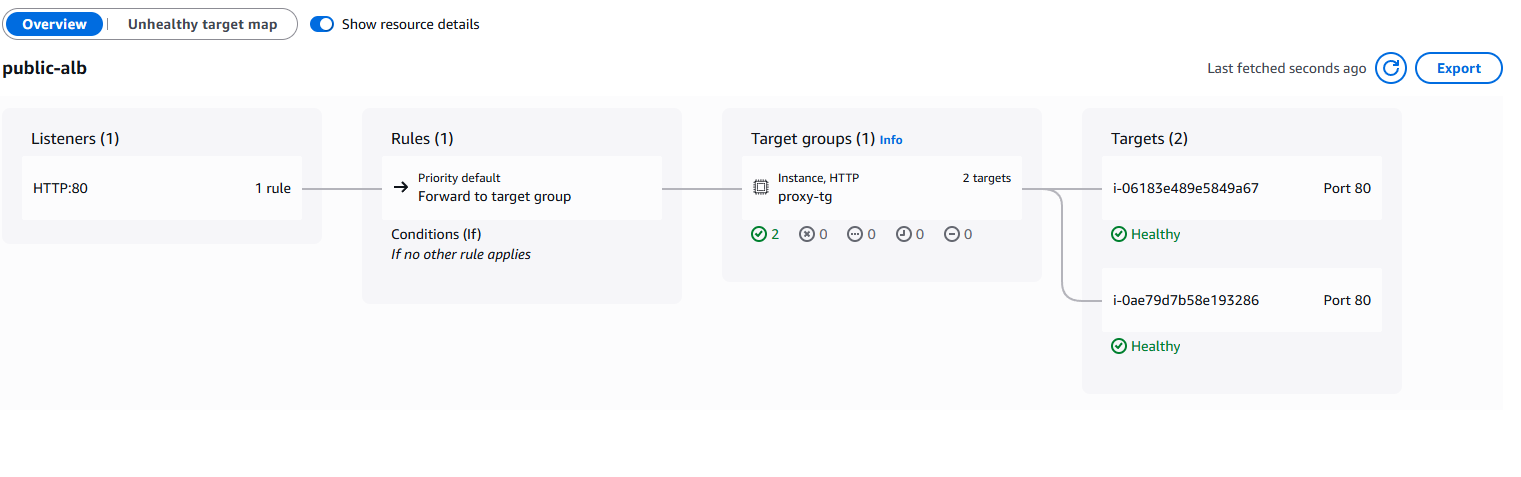 Overview
Unhealthy target map
Show resource details
public-alb
Last fetched seconds ago
Export
Listeners (1)
HTTP:80
1 rule
Rules (1)
Priority default
Forward to target group
Conditions (If)
If no other rule applies
Target groups (1) Info
Instance, HTTP
2 targets
proxy-tg
2
0
0
0
0
Targets (2)
i-06183e489e5849a67
Port 80
Healthy
i-0ae79d7b58e193286
Port 80
Healthy